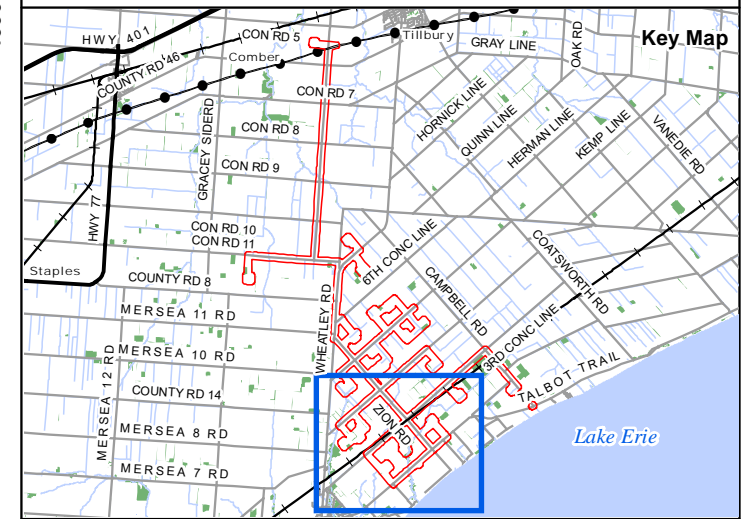 Key Map
HWY 401
CON RD 5
Tillbury
GRAY LINE
OAK RD
COUNTY RD 46
Comber
CON RD 7
HORNICK LINE
QUINN LINE
HERMAN LINE
KEMP LINE
VANEDIE RD
GRACEY SIDERD
CON RD 8
CON RD 9
HWY 77
CON RD 10
CON RD 11
6TH CONC LINE
COATSWORTH RD
Staples
COUNTY RD 8
CAMPBELL RD
WHEATLEY RD
MERSEA 11 RD
3RD CONC LINE
MERSEA 10 RD
TALBOT TRAIL
MERSEA 12 RD
COUNTY RD 14
ZION RD
MERSEA 8 RD
Lake Erie
MERSEA 7 RD